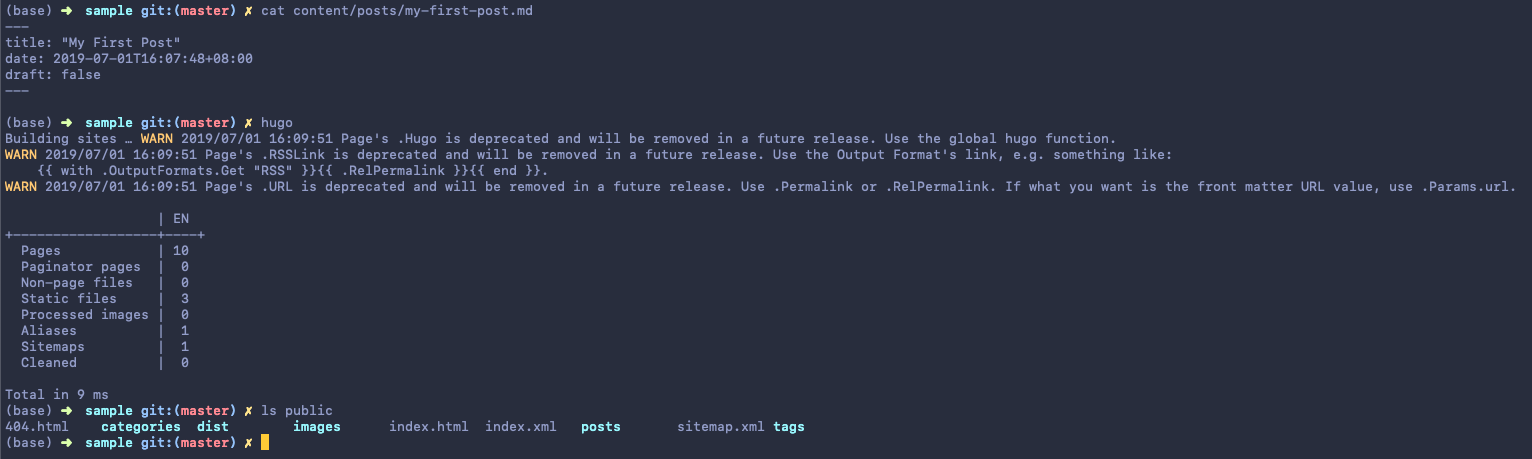 (base) ➜  sample git:(master) ✗ cat content/posts/my-first-post.md
---
title: "My First Post"
date: 2019-07-01T16:07:48+08:00
draft: false
---
(base) ➜  sample git:(master) ✗ hugo
Building sites … WARN 2019/07/01 16:09:51 Page's .Hugo is deprecated and will be removed in a future release. Use the global hugo function.
WARN 2019/07/01 16:09:51 Page's .RSSLink is deprecated and will be removed in a future release. Use the Output Format's link, e.g. something like:
    {{ with .OutputFormats.Get "RSS" }}{{ .RelPermalink }}{{ end }}.
WARN 2019/07/01 16:09:51 Page's .URL is deprecated and will be removed in a future release. Use .Permalink or .RelPermalink. If what you want is the front matter URL value, use .Params.url.
                   | EN
+------------------+----+
  Pages            | 10
  Paginator pages  |  0
  Non-page files   |  0
  Static files     |  3
  Processed images |  0
  Aliases          |  1
  Sitemaps         |  1
  Cleaned          |  0
Total in 9 ms
(base) ➜  sample git:(master) ✗ ls public
404.html    categories  dist        images      index.html  index.xml   posts       sitemap.xml tags
(base) ➜  sample git:(master) ✗